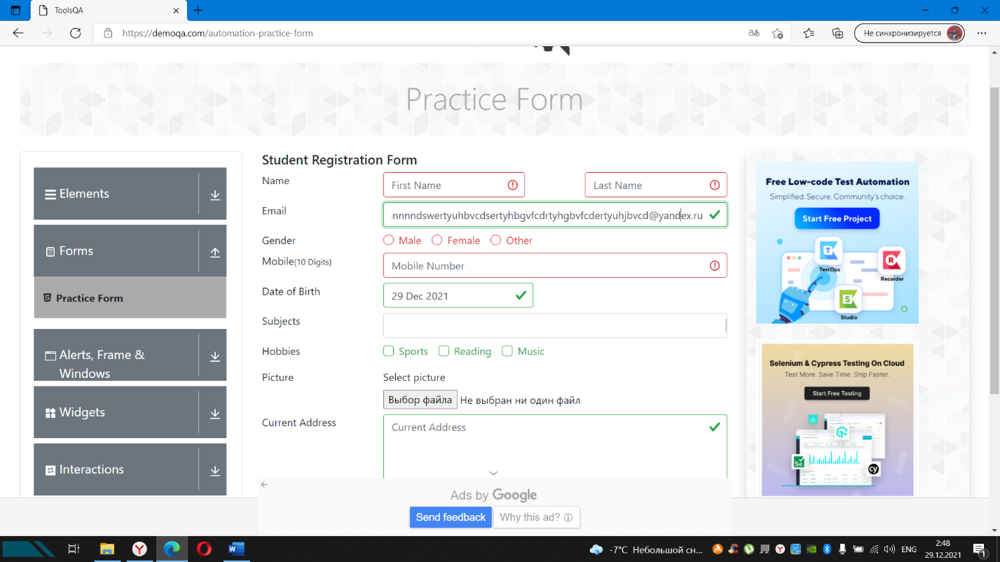 ToolsQA
https://demoqa.com/automation-practice-form
аあ
Не синхронизируется
Practice Form
Elements
Forms
Practice Form
Alerts, Frame &
Windows
Widgets
Interactions
Student Registration Form
Name
First Name
Last Name
Email
nnnndswertyuhbvcdsertyhbgvfcdrtyhgbvfcdertyuhjbvcd@yandex.ru
Gender
Male
Female
Other
Mobile(10 Digits)
Mobile Number
Date of Birth
29 Dec 2021
Subjects
Hobbies
Sports
Reading
Music
Picture
Select picture
Выбор файла
Не выбран ни один файл
Current Address
Current Address
Free Low-code Test Automation
Simplified. Secure. Community's choice.
Start Free Project
TestOps
Recorder
Studio
Selenium & Cypress Testing On Cloud
Test More. Save Time. Ship Faster.
Start Free Testing
Se
cy
Ads by Google
Send feedback
Why this ad?
-7°C Небольшой сн...
ENG
2:48
29.12.2021
1